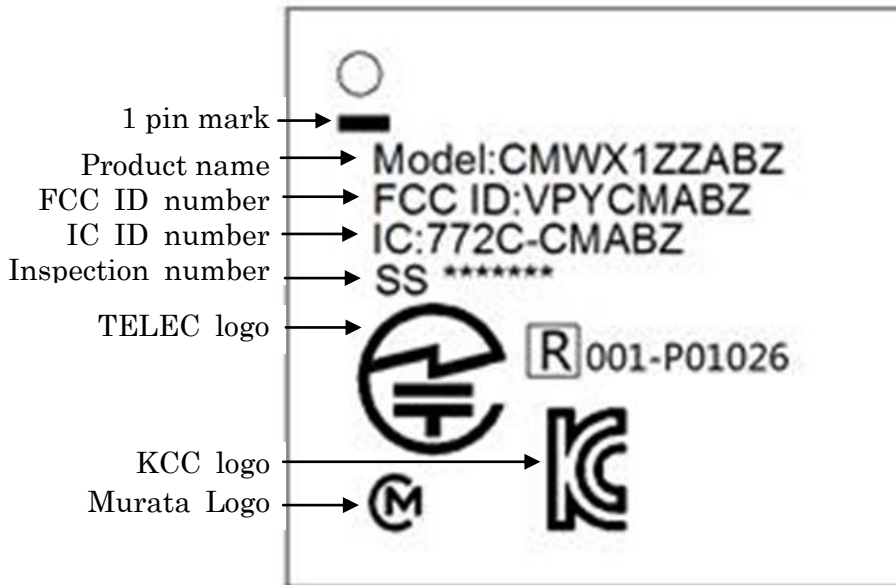 1 pin mark
Product name Model:CMWX1ZZABZ
FCC ID number FCC ID:VPYCMABZ
IC ID number IC:772C-CMABZ
Inspection number SS *******
TELEC logo R 001-P01026
KCC logo KC
Murata Logo M